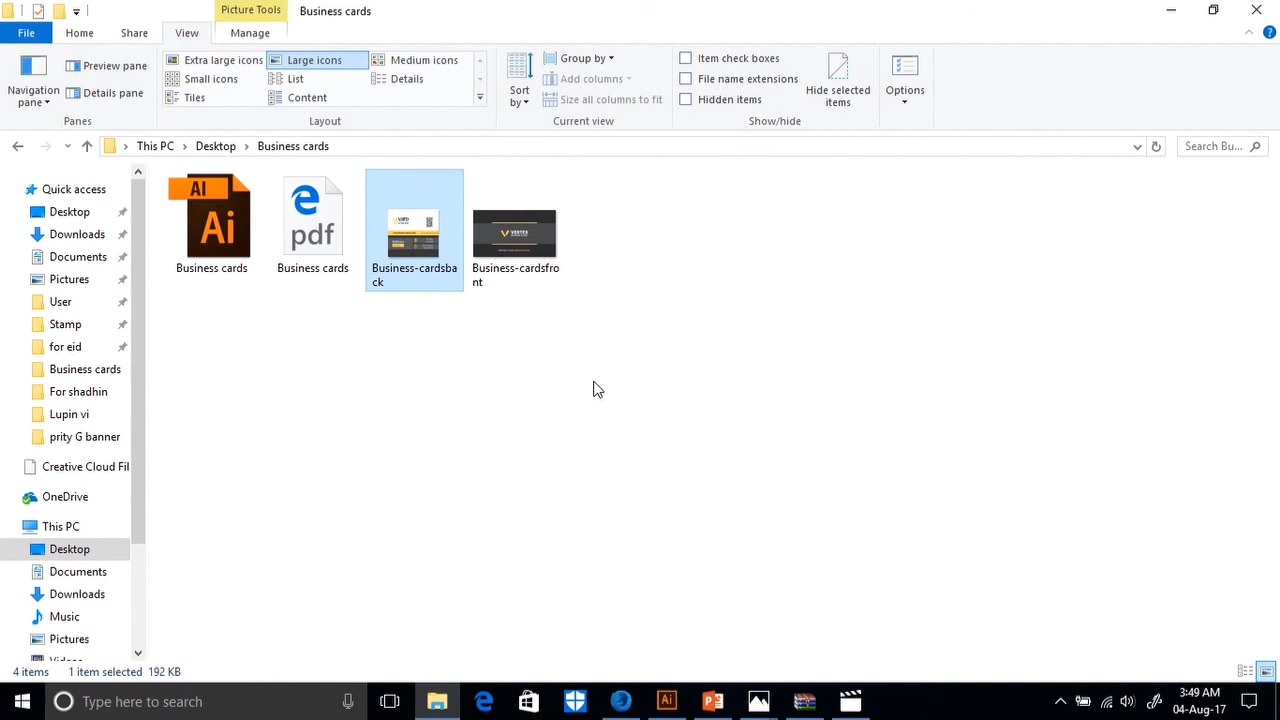 Picture Tools
Business cards
File
Home
Share
View
Manage
Navigation pane
Preview pane
Details pane
Panes
Extra large icons
Large icons
Medium icons
Small icons
List
Details
Tiles
Content
Layout
Sort by
Group by
Add columns
Size all columns to fit
Current view
Item check boxes
File name extensions
Hidden items
Hide selected items
Show/hide
Options
This PC
Desktop
Business cards
Search Bu...
Quick access
Desktop
Downloads
Documents
Pictures
User
Stamp
for eid
Business cards
For shadhin
Lupin vi
prity G banner
Creative Cloud Fil
OneDrive
This PC
Desktop
Documents
Downloads
Music
Pictures
AI
Ai
Business cards
pdf
Business cards
Business-cardsba
ck
VERTEX
Business-cardsfro
nt
4 items
1 item selected
192 KB
Type here to search
Ai
3:49 AM
04-Aug-17